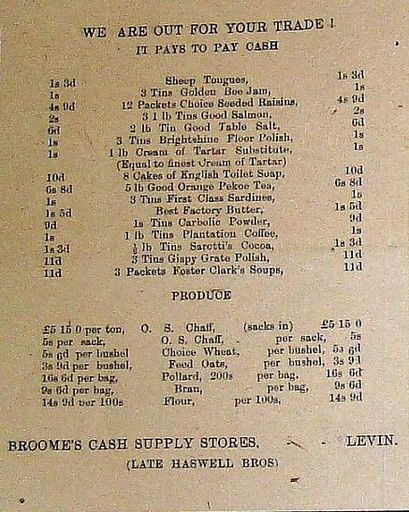 WE ARE OUT FOR YOUR TRADE !
IT PAYS TO PAY CASH
1s 3d Sheep Tongues, 1s 3d
1s 3 Tins Golden Bee Jam, 1s
4s 9d 12 Packets Choice Seeded Raisins, 4s 9d
2s 3 1 lb Tins Good Salmon, 2s
6d 2 lb Tin Good Table Salt, 6d
1s 3 Tins Brightshine Floor Polish, 1s
1s 1 lb Cream of Tartar Substitute, 1s
(Equal to finest Cream of Tartar)
10d 8 Cakes of English Toilet Soap, 10d
6s 8d 5 lb Good Orange Pekoe Tea, 6s 8d
1s 3 Tins First Class Sardines, 1s
1s 5d Best Factory Butter, 1s 5d
9d 1s Tins Carbolic Powder, 9d
1s 1 lb Tins Plantation Coffee, 1s
1s 3d ½ lb Tins Sarotti's Cocoa, 1s 3d
11d 3 Tins Gispy Grate Polish, 11d
11d 3 Packets Foster Clark's Soups, 11d
PRODUCE
£5 15 0 per ton, O. S. Chaff, (sacks in) £5 15 0
5s per sack, O. S. Chaff, per sack, 5s
5s 6d per bushel Choice Wheat, per bushel, 5s 6d
3s 9d per bushel, Feed Oats, per bushel, 3s 9d
16s 6d per bag, Pollard, 200s per bag, 16s 6d
9s 6d per bag, Bran, per bag, 9s 6d
14s 9d per 100s Flour, per 100s, 14s 9d
BROOME'S CASH SUPPLY STORES, - - LEVIN.
(LATE HASWELL BROS)